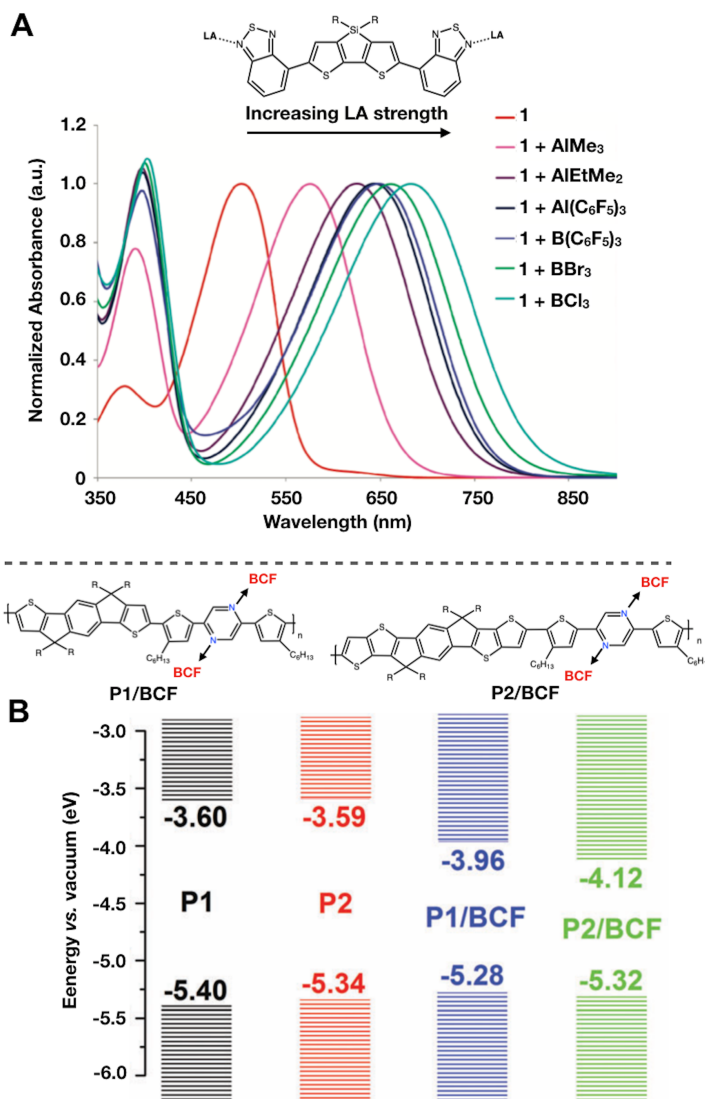 A
R R
Si
LA N S N N S N LA
S S
Increasing LA strength
1
1 + AlMe₃
1 + AlEtMe₂
1 + Al(C₆F₅)₃
1 + B(C₆F₅)₃
1 + BBr₃
1 + BCl₃
Normalized Absorbance (a.u.)
1.2
1.0
0.8
0.6
0.4
0.2
0
350 450 550 650 750 850
Wavelength (nm)
BCF BCF
R R R R
S S N S S S N S
S N n S N n
R R C₆H₁₃ C₆H₁₃ R R C₆H₁₃ C₆H
BCF BCF
P1/BCF P2/BCF
B
Eenergy vs. vacuum (eV)
-3.0
-3.5
-4.0
-4.5
-5.0
-5.5
-6.0
-3.60 -3.59
-3.96 -4.12
P1 P2 P1/BCF P2/BCF
-5.40 -5.34 -5.28 -5.32